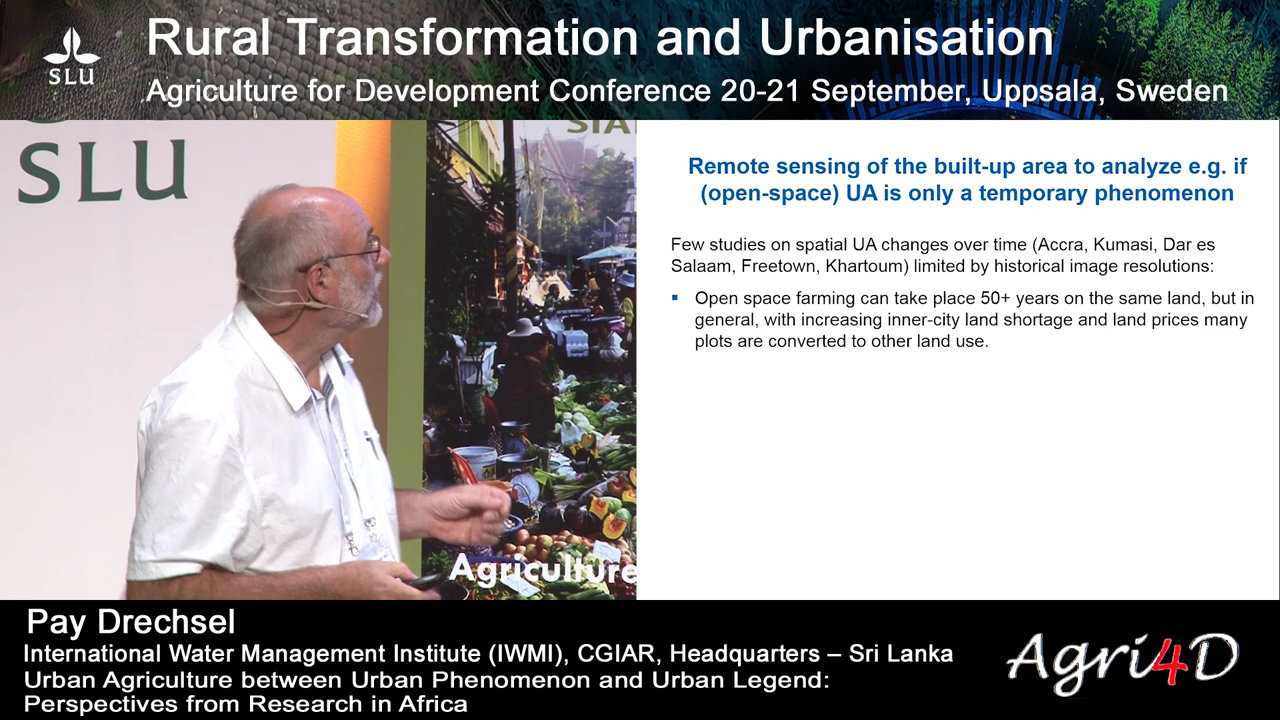 SLU
Rural Transformation and Urbanisation
Agriculture for Development Conference 20-21 September, Uppsala, Sweden
SLU
SIA
Agriculture
Remote sensing of the built-up area to analyze e.g. if
(open-space) UA is only a temporary phenomenon
Few studies on spatial UA changes over time (Accra, Kumasi, Dar es
Salaam, Freetown, Khartoum) limited by historical image resolutions:
▪ Open space farming can take place 50+ years on the same land, but in
general, with increasing inner-city land shortage and land prices many
plots are converted to other land use.
Pay Drechsel
International Water Management Institute (IWMI), CGIAR, Headquarters – Sri Lanka
Urban Agriculture between Urban Phenomenon and Urban Legend:
Perspectives from Research in Africa
Agri4D